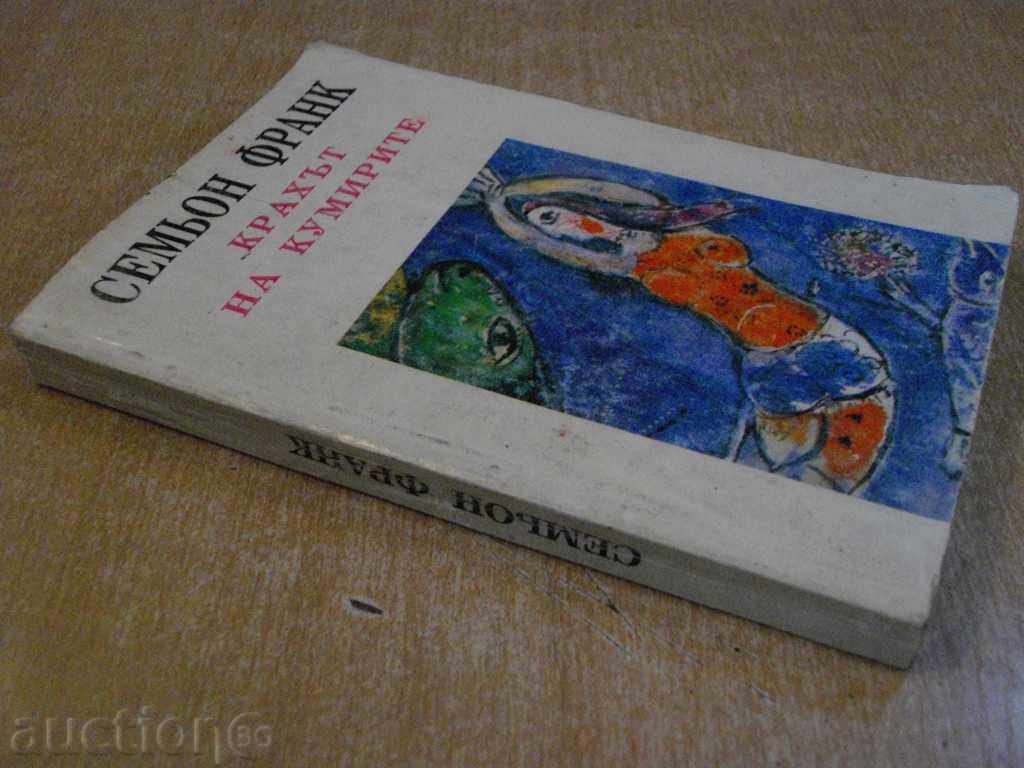 СЕМЬОН ФРАНК
КРАХЪТ
НА КУМИРИТЕ
СЕМЬОН ФРАНК
auction BG